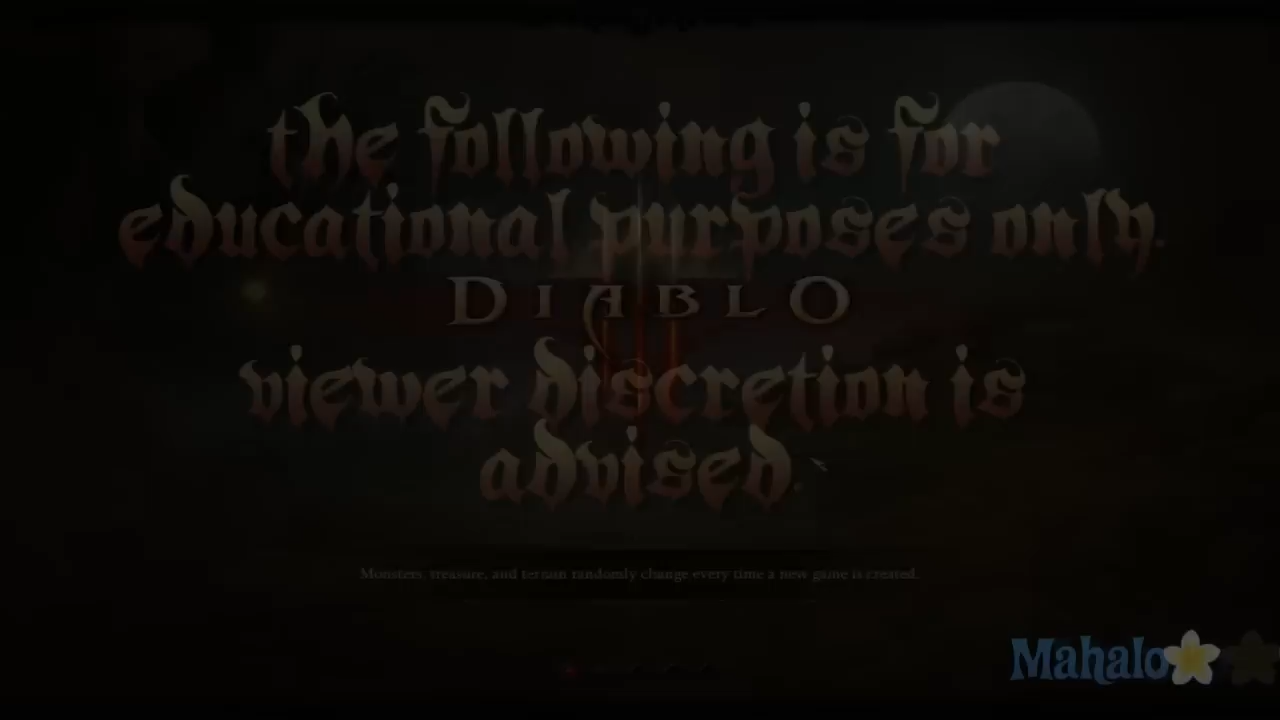 the following is for
educational purposes only.
DIABLO
III
viewer discretion is
advised.
Monsters, treasure, and terrain randomly change every time a new game is created.
Mahalo